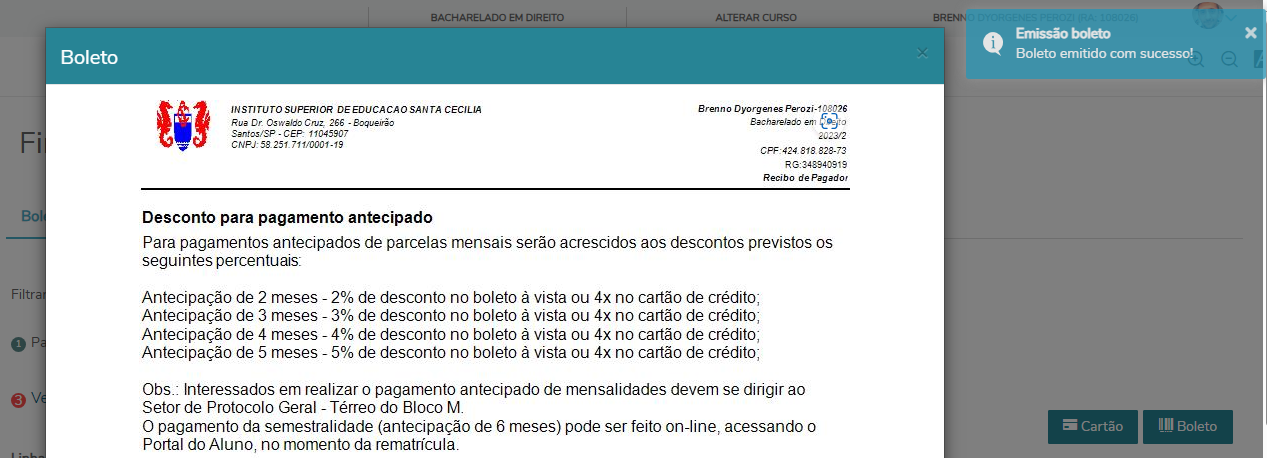 BACHARELADO EM DIREITO
ALTERAR CURSO
BRENNO DYORGENES PEROZI (RA: 108026)
Emissão boleto
Boleto emitido com sucesso!
Boleto
INSTITUTO SUPERIOR DE EDUCACAO SANTA CECILIA
Rua Dr. Oswaldo Cruz, 266 - Boqueirão
Santos/SP - CEP: 11045907
CNPJ: 58.251.711/0001-19
Brenno Dyorgenes Perozi-108026
Bacharelado em Direito
2023/2
CPF:424.818.828-73
RG:348940919
Recibo de Pagador
Desconto para pagamento antecipado
Para pagamentos antecipados de parcelas mensais serão acrescidos aos descontos previstos os
seguintes percentuais:
Antecipação de 2 meses - 2% de desconto no boleto à vista ou 4x no cartão de crédito;
Antecipação de 3 meses - 3% de desconto no boleto à vista ou 4x no cartão de crédito;
Antecipação de 4 meses - 4% de desconto no boleto à vista ou 4x no cartão de crédito;
Antecipação de 5 meses - 5% de desconto no boleto à vista ou 4x no cartão de crédito;
Obs.: Interessados em realizar o pagamento antecipado de mensalidades devem se dirigir ao
Setor de Protocolo Geral - Térreo do Bloco M.
O pagamento da semestralidade (antecipação de 6 meses) pode ser feito on-line, acessando o
Portal do Aluno, no momento da rematrícula.
1
3
Cartão
Boleto